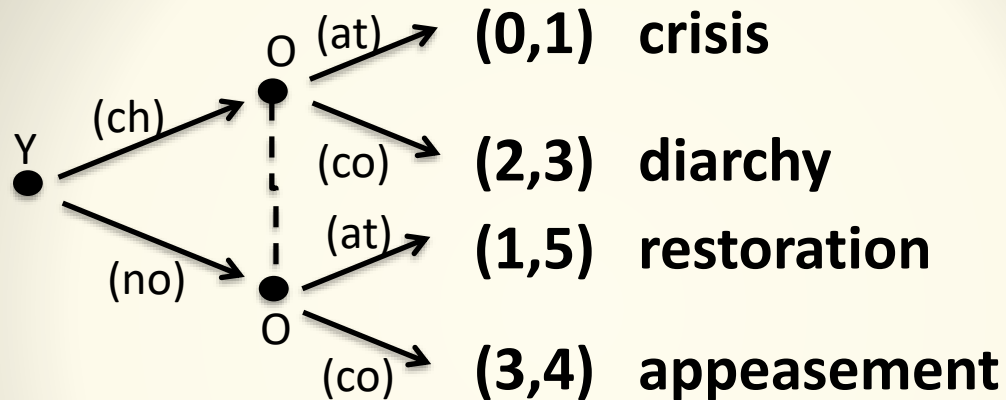 O (at) (0,1) crisis
(ch)
Y (co) (2,3) diarchy
(at) (1,5) restoration
(no)
O
(co) (3,4) appeasement